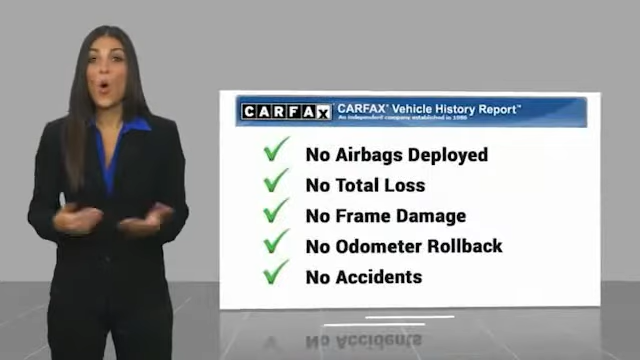 CARFAX CARFAX® Vehicle History Report™
An independent company established in 1986
No Airbags Deployed
No Total Loss
No Frame Damage
No Odometer Rollback
No Accidents